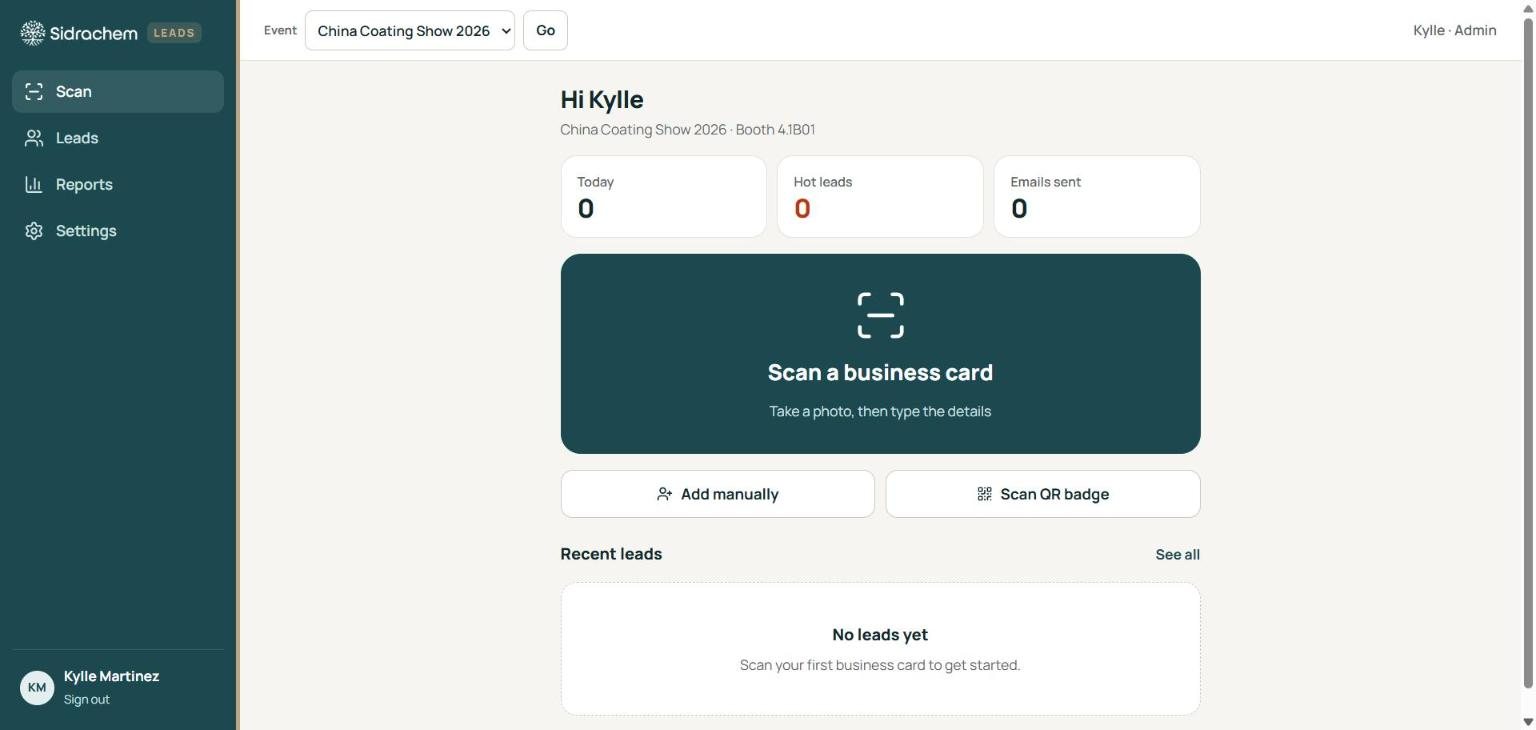 Sidrachem LEADS
Scan
Leads
Reports
Settings
KM
Kylle Martinez
Sign out
Event China Coating Show 2026 Go
Kylle · Admin
Hi Kylle
China Coating Show 2026 · Booth 4.1B01
Today
0
Hot leads
0
Emails sent
0
Scan a business card
Take a photo, then type the details
Add manually
Scan QR badge
Recent leads
See all
No leads yet
Scan your first business card to get started.